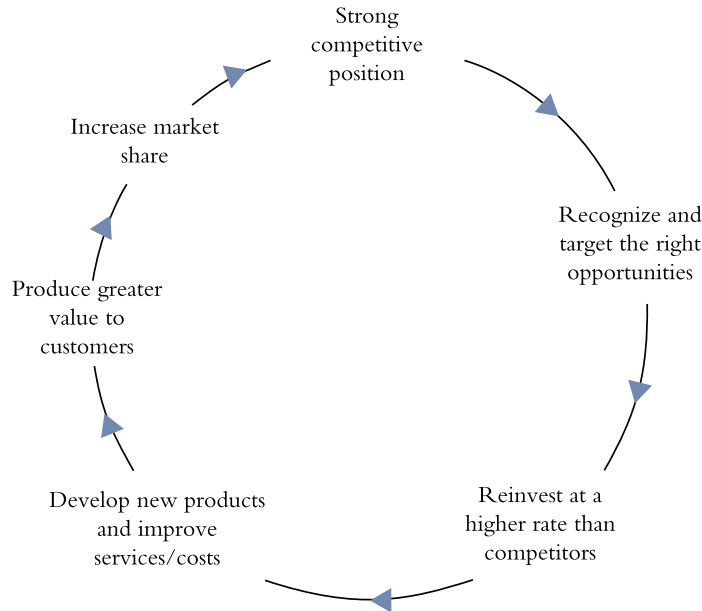 Strong
competitive
position
Recognize and
target the right
opportunities
Reinvest at a
higher rate than
competitors
Develop new products
and improve
services/costs
Produce greater
value to
customers
Increase market
share